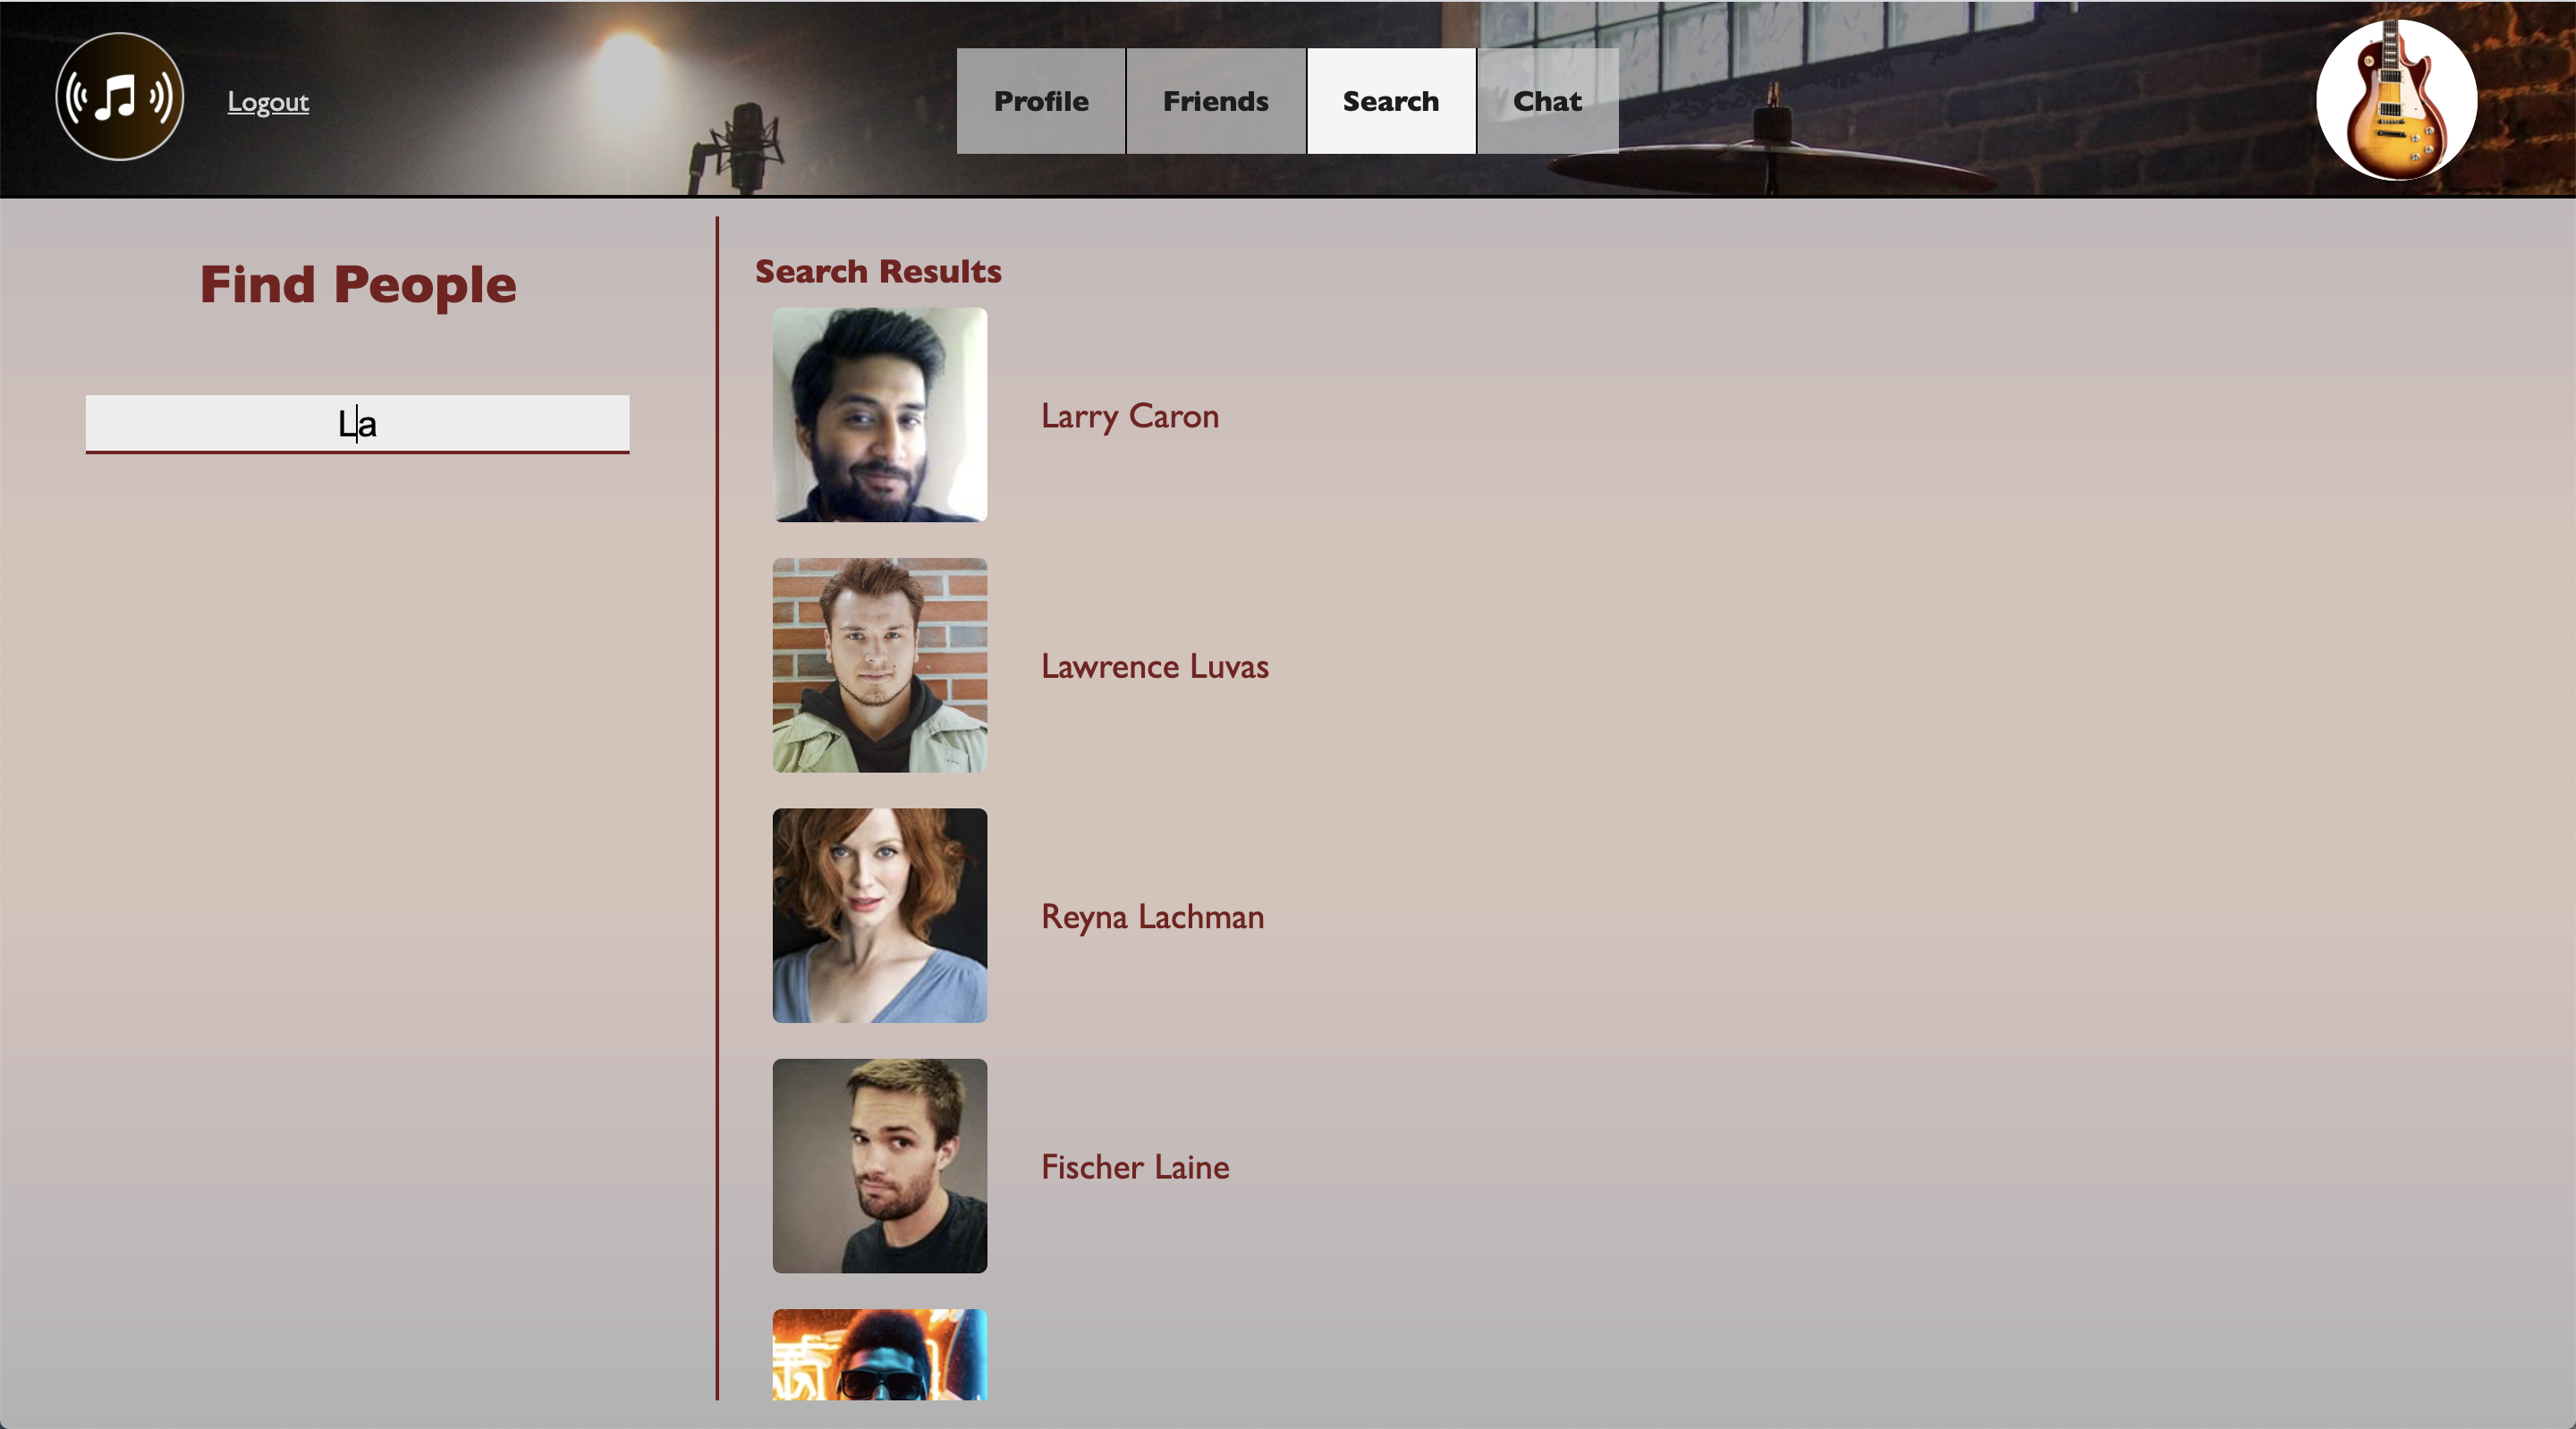 Logout
Profile
Friends
Search
Chat
Find People
La
Search Results
Larry Caron
Lawrence Luvas
Reyna Lachman
Fischer Laine